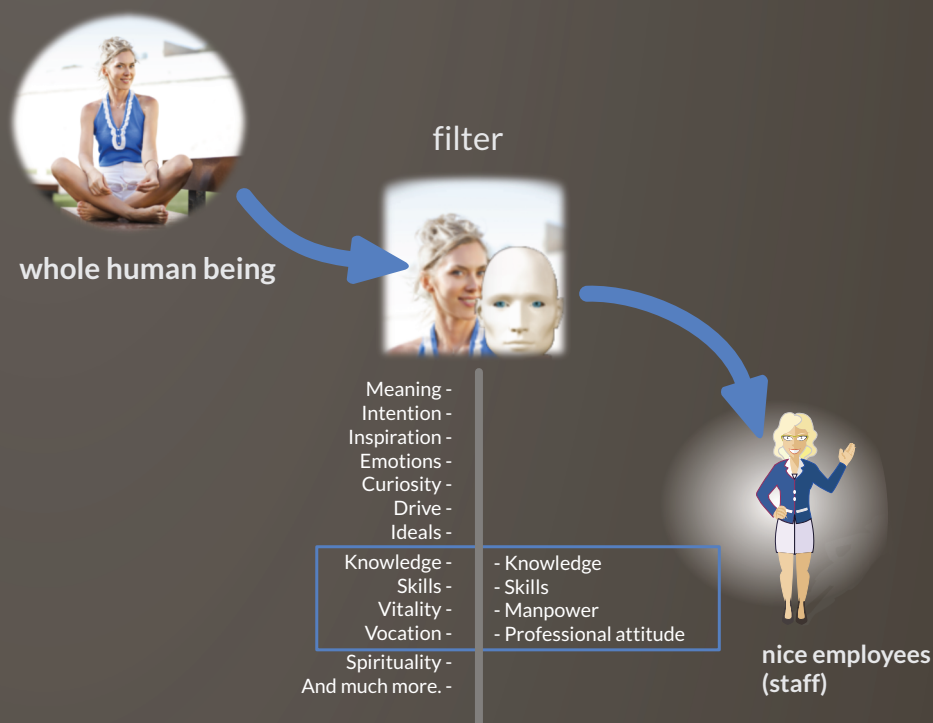 filter
whole human being
Meaning -
Intention -
Inspiration -
Emotions -
Curiosity -
Drive -
Ideals -
Knowledge -
Skills -
Vitality -
Vocation -
Spirituality -
And much more. -
- Knowledge
- Skills
- Manpower
- Professional attitude
nice employees
(staff)